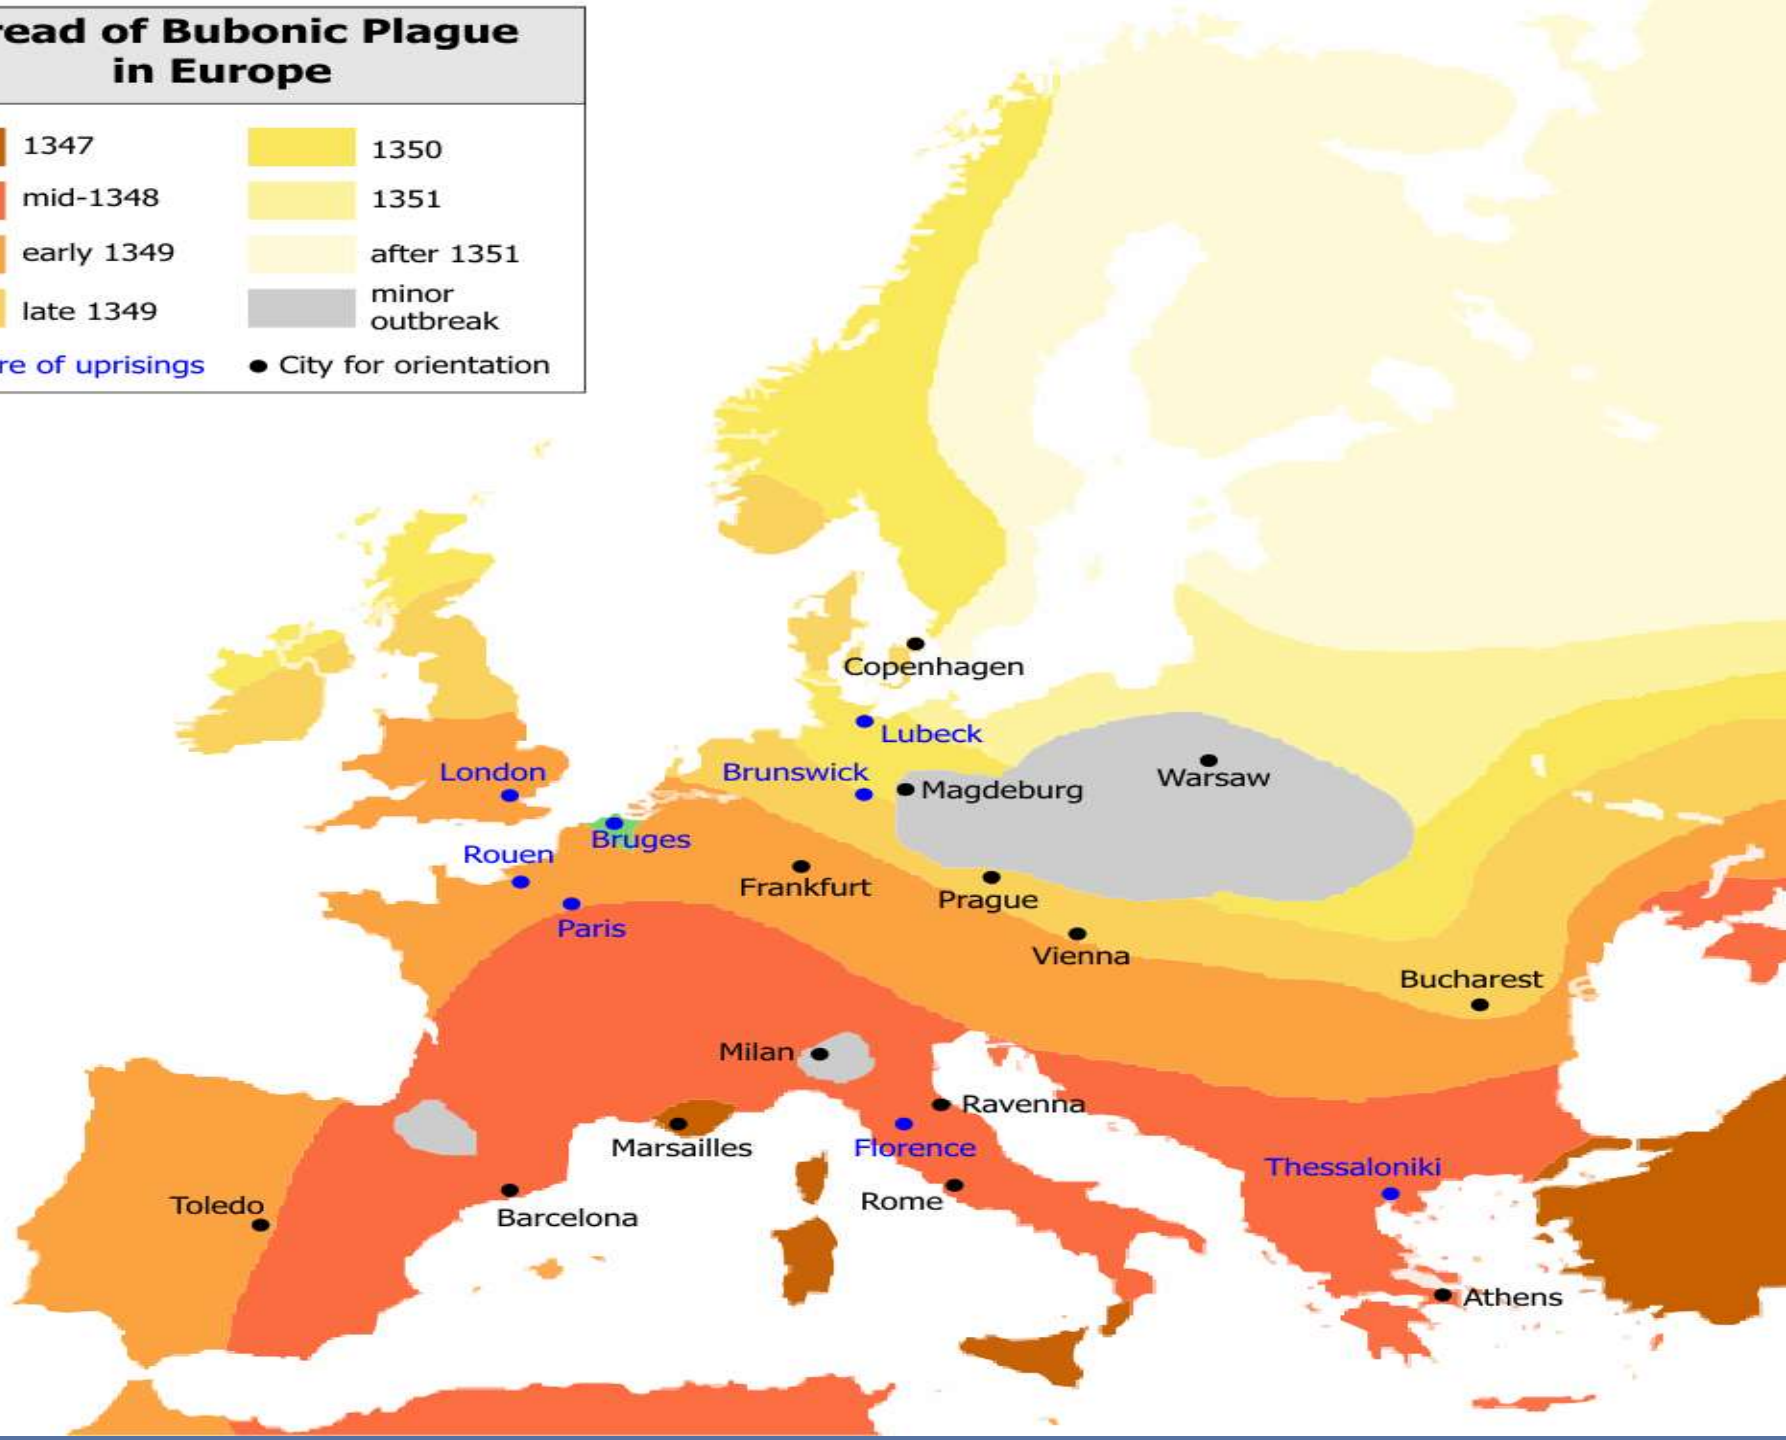 read of Bubonic Plague
in Europe
1347
1350
mid-1348
1351
early 1349
after 1351
late 1349
minor
outbreak
re of uprisings
City for orientation
Copenhagen
Lubeck
Brunswick
London
Magdeburg
Warsaw
Bruges
Rouen
Frankfurt
Prague
Paris
Vienna
Bucharest
Milan
Ravenna
Marsailles
Florence
Thessaloniki
Toledo
Rome
Barcelona
Athens